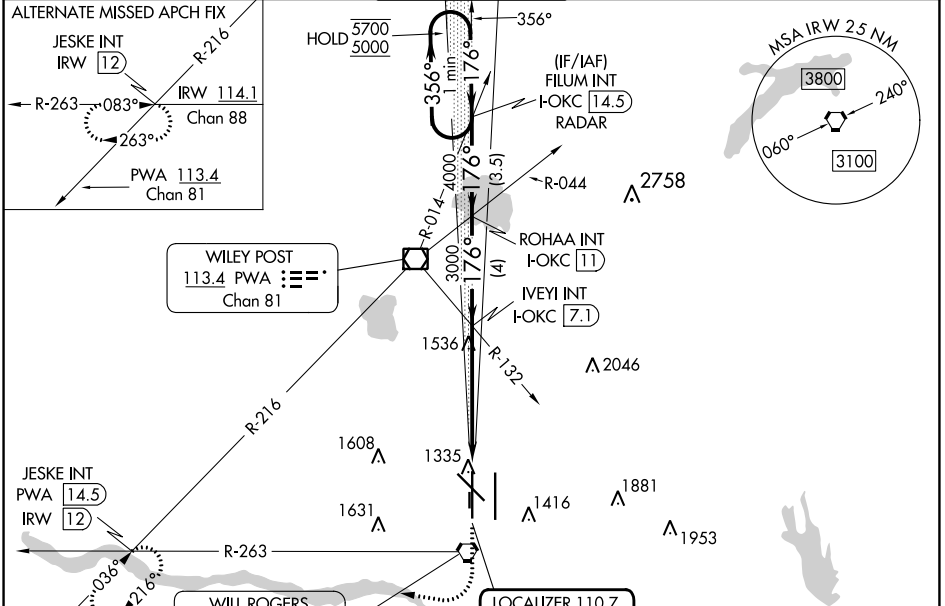 ALTERNATE MISSED APCH FIX
JESKE INT
IRW 12
R-216
R-263
083°
263°
IRW 114.1
Chan 88
PWA 113.4
Chan 81
HOLD 5700
5000
356°
1 min
176°
356°
(IF/IAF)
FILUM INT
I-OKC 14.5
RADAR
MSA IRW 25 NM
3800
240°
060°
3100
R-014
4000
176°
(3.5)
R-044
2758
WILEY POST
113.4 PWA
Chan 81
3000
176°
(4)
ROHAA INT
I-OKC 11
IVEYI INT
I-OKC 7.1
1536
R-132
2046
R-216
1608
1335
1631
1416
1881
1953
JESKE INT
PWA 14.5
IRW 12
R-263
036°
216°
WILL ROGERS
LOCALIZER 110.7